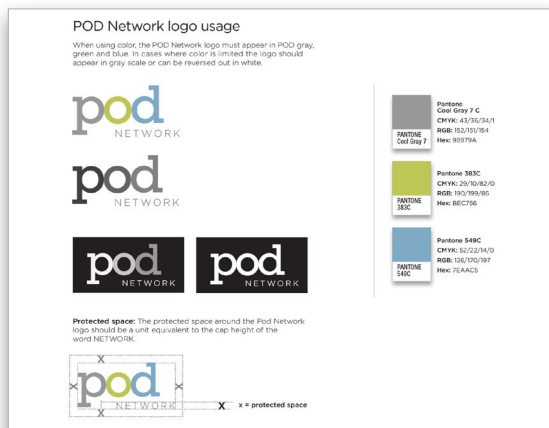 POD Network logo usage
When using color, the POD Network logo must appear in POD gray,
green and blue. In cases where color is limited the logo should
appear in gray scale or can be reversed out in white.
pod
NETWORK
pod
NETWORK
pod
NETWORK
pod
NETWORK
Protected space: The protected space around the Pod Network
logo should be a unit equivalent to the cap height of the
word NETWORK.
X
X
pod
X
NETWORK
X
X x = protected space
PANTONE
Cool Gray 7
Pantone
Cool Gray 7 C
CMYK: 43/36/34/1
RGB: 152/151/154
Hex: 98979A
PANTONE
383C
Pantone 383C
CMYK: 29/10/82/0
RGB: 190/199/86
Hex: BEC756
PANTONE
549C
Pantone 549C
CMYK: 52/22/14/0
RGB: 126/170/197
Hex: 7EAAC5